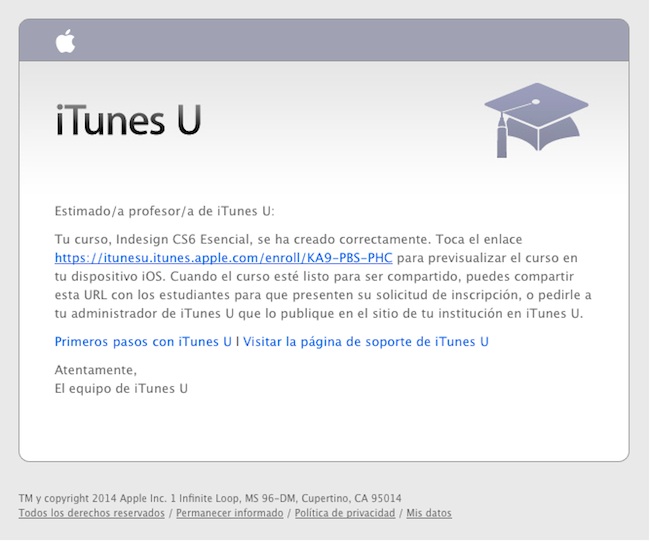 iTunes U
Estimado/a profesor/a de iTunes U:
Tu curso, Indesign CS6 Esencial, se ha creado correctamente. Toca el enlace
https://itunesu.itunes.apple.com/enroll/KA9-PBS-PHC para previsualizar el curso en
tu dispositivo iOS. Cuando el curso esté listo para ser compartido, puedes compartir
esta URL con los estudiantes para que presenten su solicitud de inscripción, o pedirle a
tu administrador de iTunes U que lo publique en el sitio de tu institución en iTunes U.
Primeros pasos con iTunes U | Visitar la página de soporte de iTunes U
Atentamente,
El equipo de iTunes U
TM y copyright 2014 Apple Inc. 1 Infinite Loop, MS 96-DM, Cupertino, CA 95014
Todos los derechos reservados / Permanecer informado / Política de privacidad / Mis datos